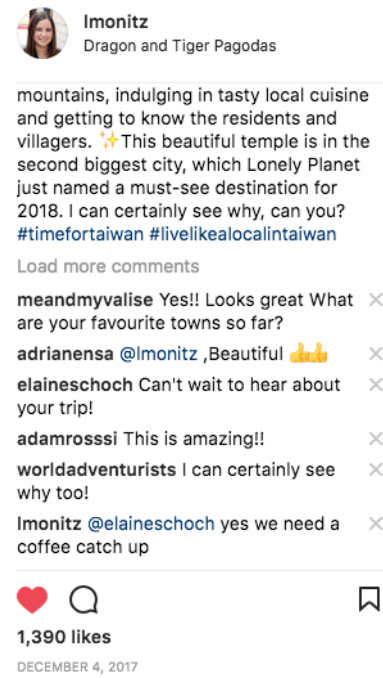 lmonitz
Dragon and Tiger Pagodas
mountains, indulging in tasty local cuisine
and getting to know the residents and
villagers. ✨This beautiful temple is in the
second biggest city, which Lonely Planet
just named a must-see destination for
2018. I can certainly see why, can you?
#timefortaiwan #livelikealocalintaiwan
Load more comments
meandmyvalise Yes!! Looks great What
are your favourite towns so far?
adrianensa @lmonitz ,Beautiful 👍👍
elaineschoch Can't wait to hear about
your trip!
adamrosssi This is amazing!!
worldadventurists I can certainly see
why too!
lmonitz @elaineschoch yes we need a
coffee catch up
1,390 likes
DECEMBER 4, 2017